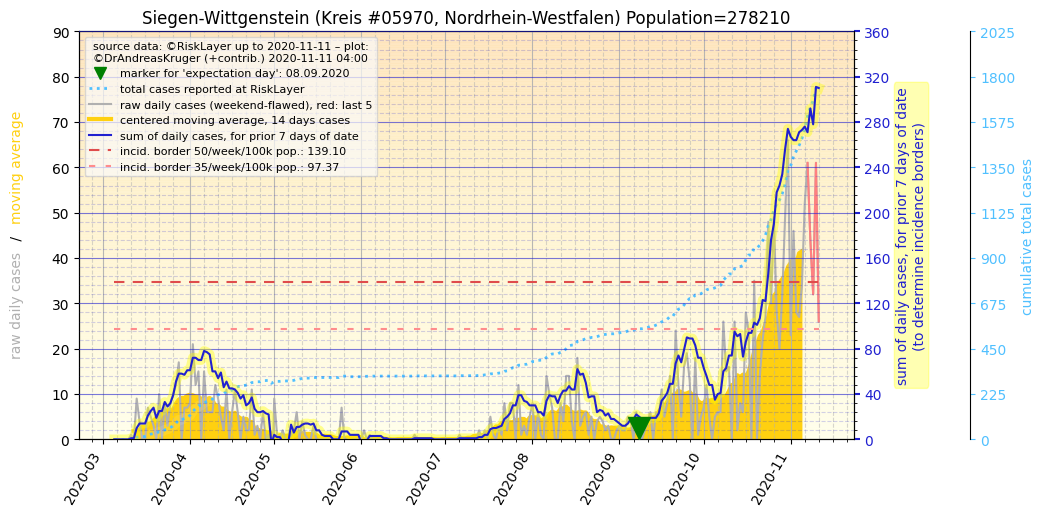 Siegen-Wittgenstein (Kreis #05970, Nordrhein-Westfalen) Population=278210
source data: ©RiskLayer up to 2020-11-11 – plot:
©DrAndreasKruger (+contrib.) 2020-11-11 04:00
marker for 'expectation day': 08.09.2020
total cases reported at RiskLayer
raw daily cases (weekend-flawed), red: last 5
centered moving average, 14 days cases
sum of daily cases, for prior 7 days of date
incid. border 50/week/100k pop.: 139.10
incid. border 35/week/100k pop.: 97.37
raw daily cases / moving average
90
80
70
60
50
40
30
20
10
0
2020-03
2020-04
2020-05
2020-06
2020-07
2020-08
2020-09
2020-10
2020-11
360
320
280
240
200
160
120
80
40
0
sum of daily cases, for prior 7 days of date
(to determine incidence borders)
2025
1800
1575
1350
1125
900
675
450
225
0
cumulative total cases